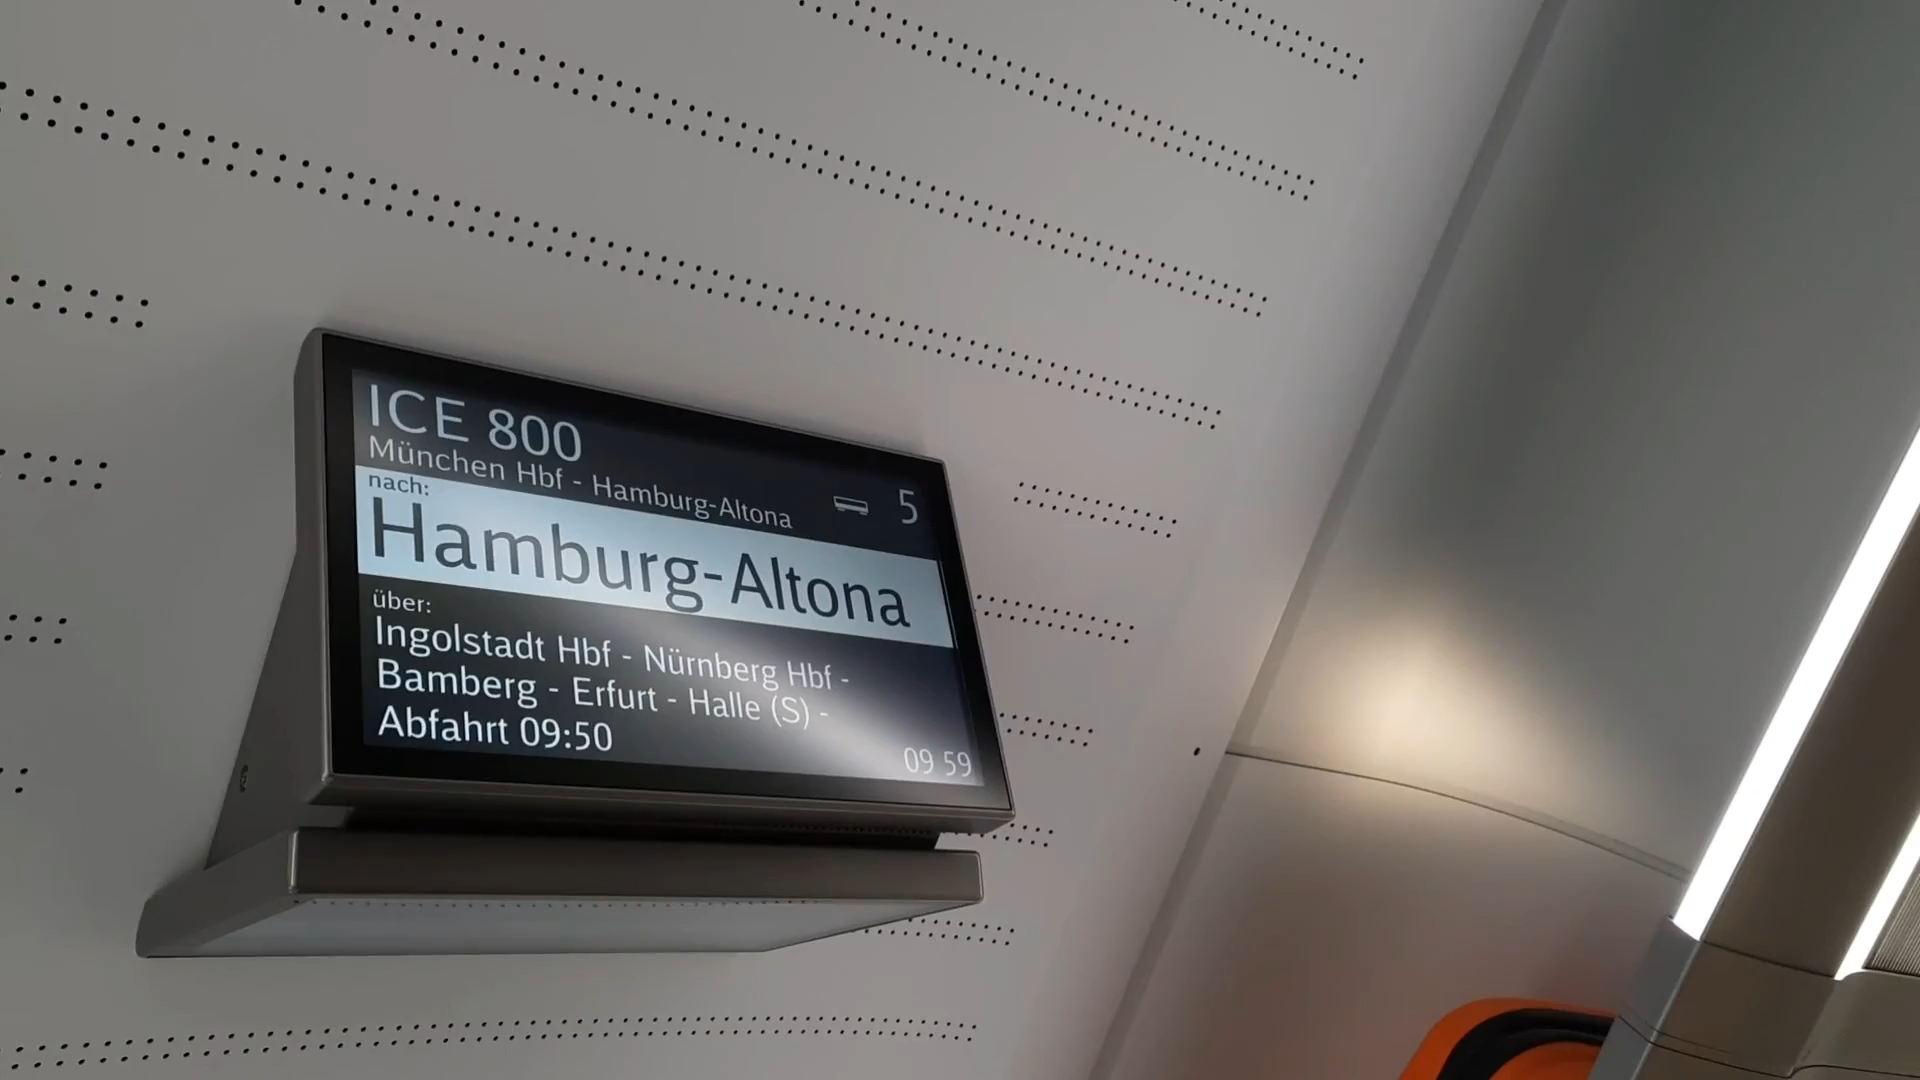 ICE 800
München Hbf - Hamburg-Altona
5
nach:
Hamburg-Altona
über:
Ingolstadt Hbf - Nürnberg Hbf -
Bamberg - Erfurt - Halle (S) -
Abfahrt 09:50
09 59